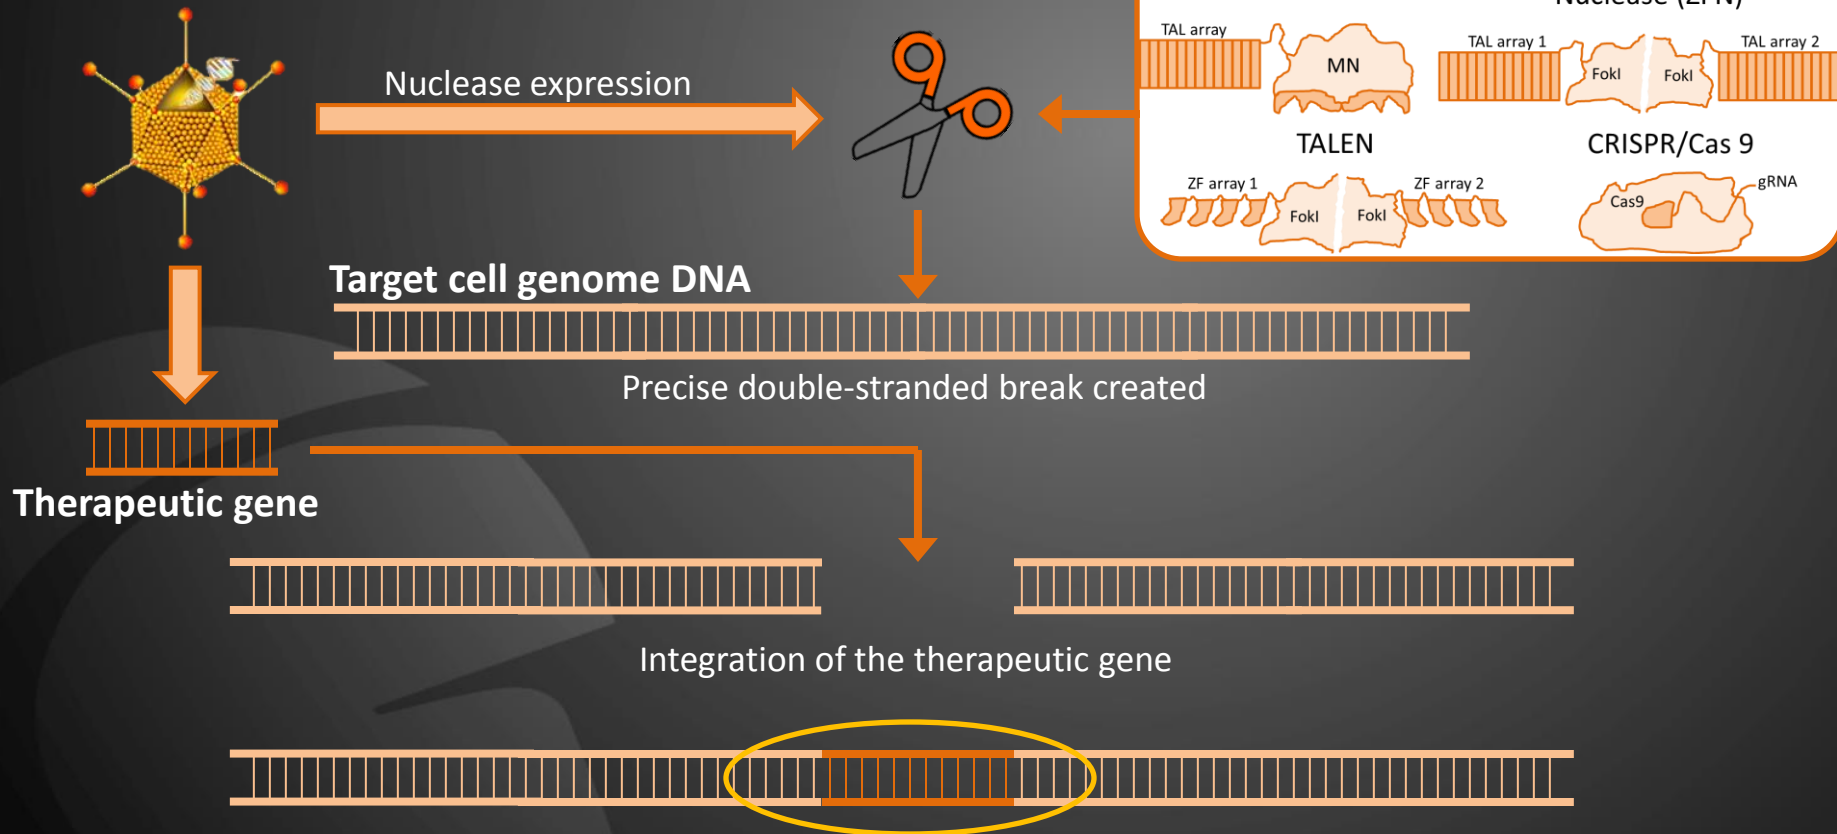 Nuclease (ZFN)
TAL array
MN
TAL array 1
FokI
FokI
TAL array 2
Nuclease expression
TALEN
CRISPR/Cas 9
ZF array 1
FokI
FokI
ZF array 2
Cas9
gRNA
Target cell genome DNA
Precise double-stranded break created
Therapeutic gene
Integration of the therapeutic gene